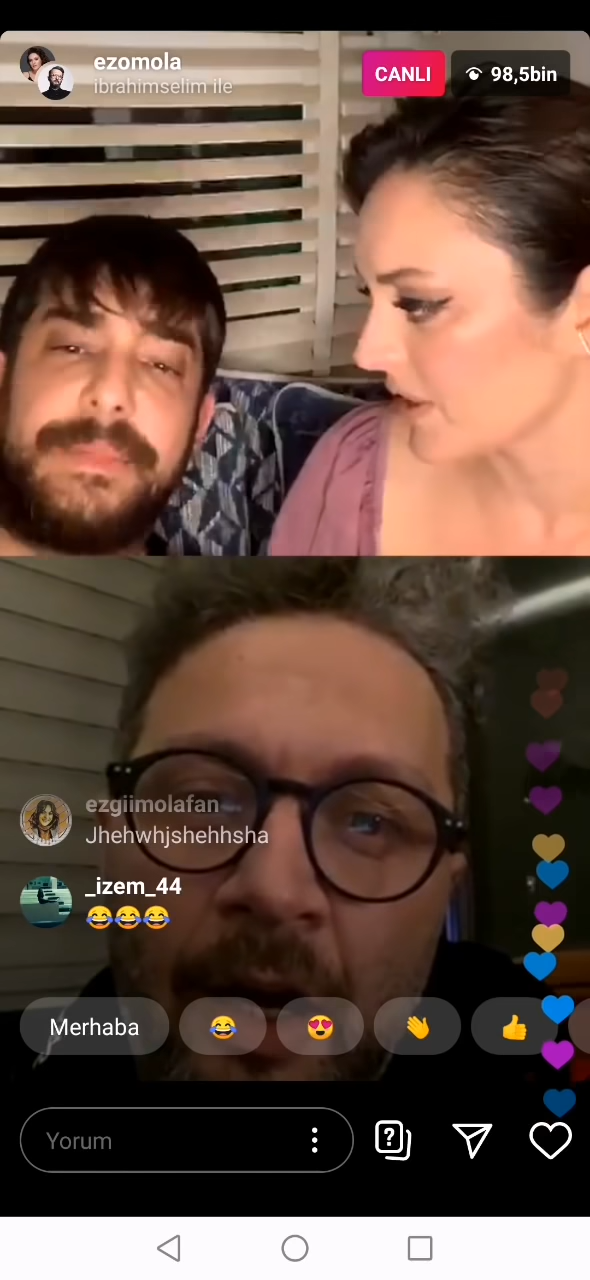 ezomola
ibrahimselim ile
CANLI
98,5bin
ezgiimolafan
Jhehwhjshehhsha
_izem_44
😂😂😂
Merhaba
Yorum